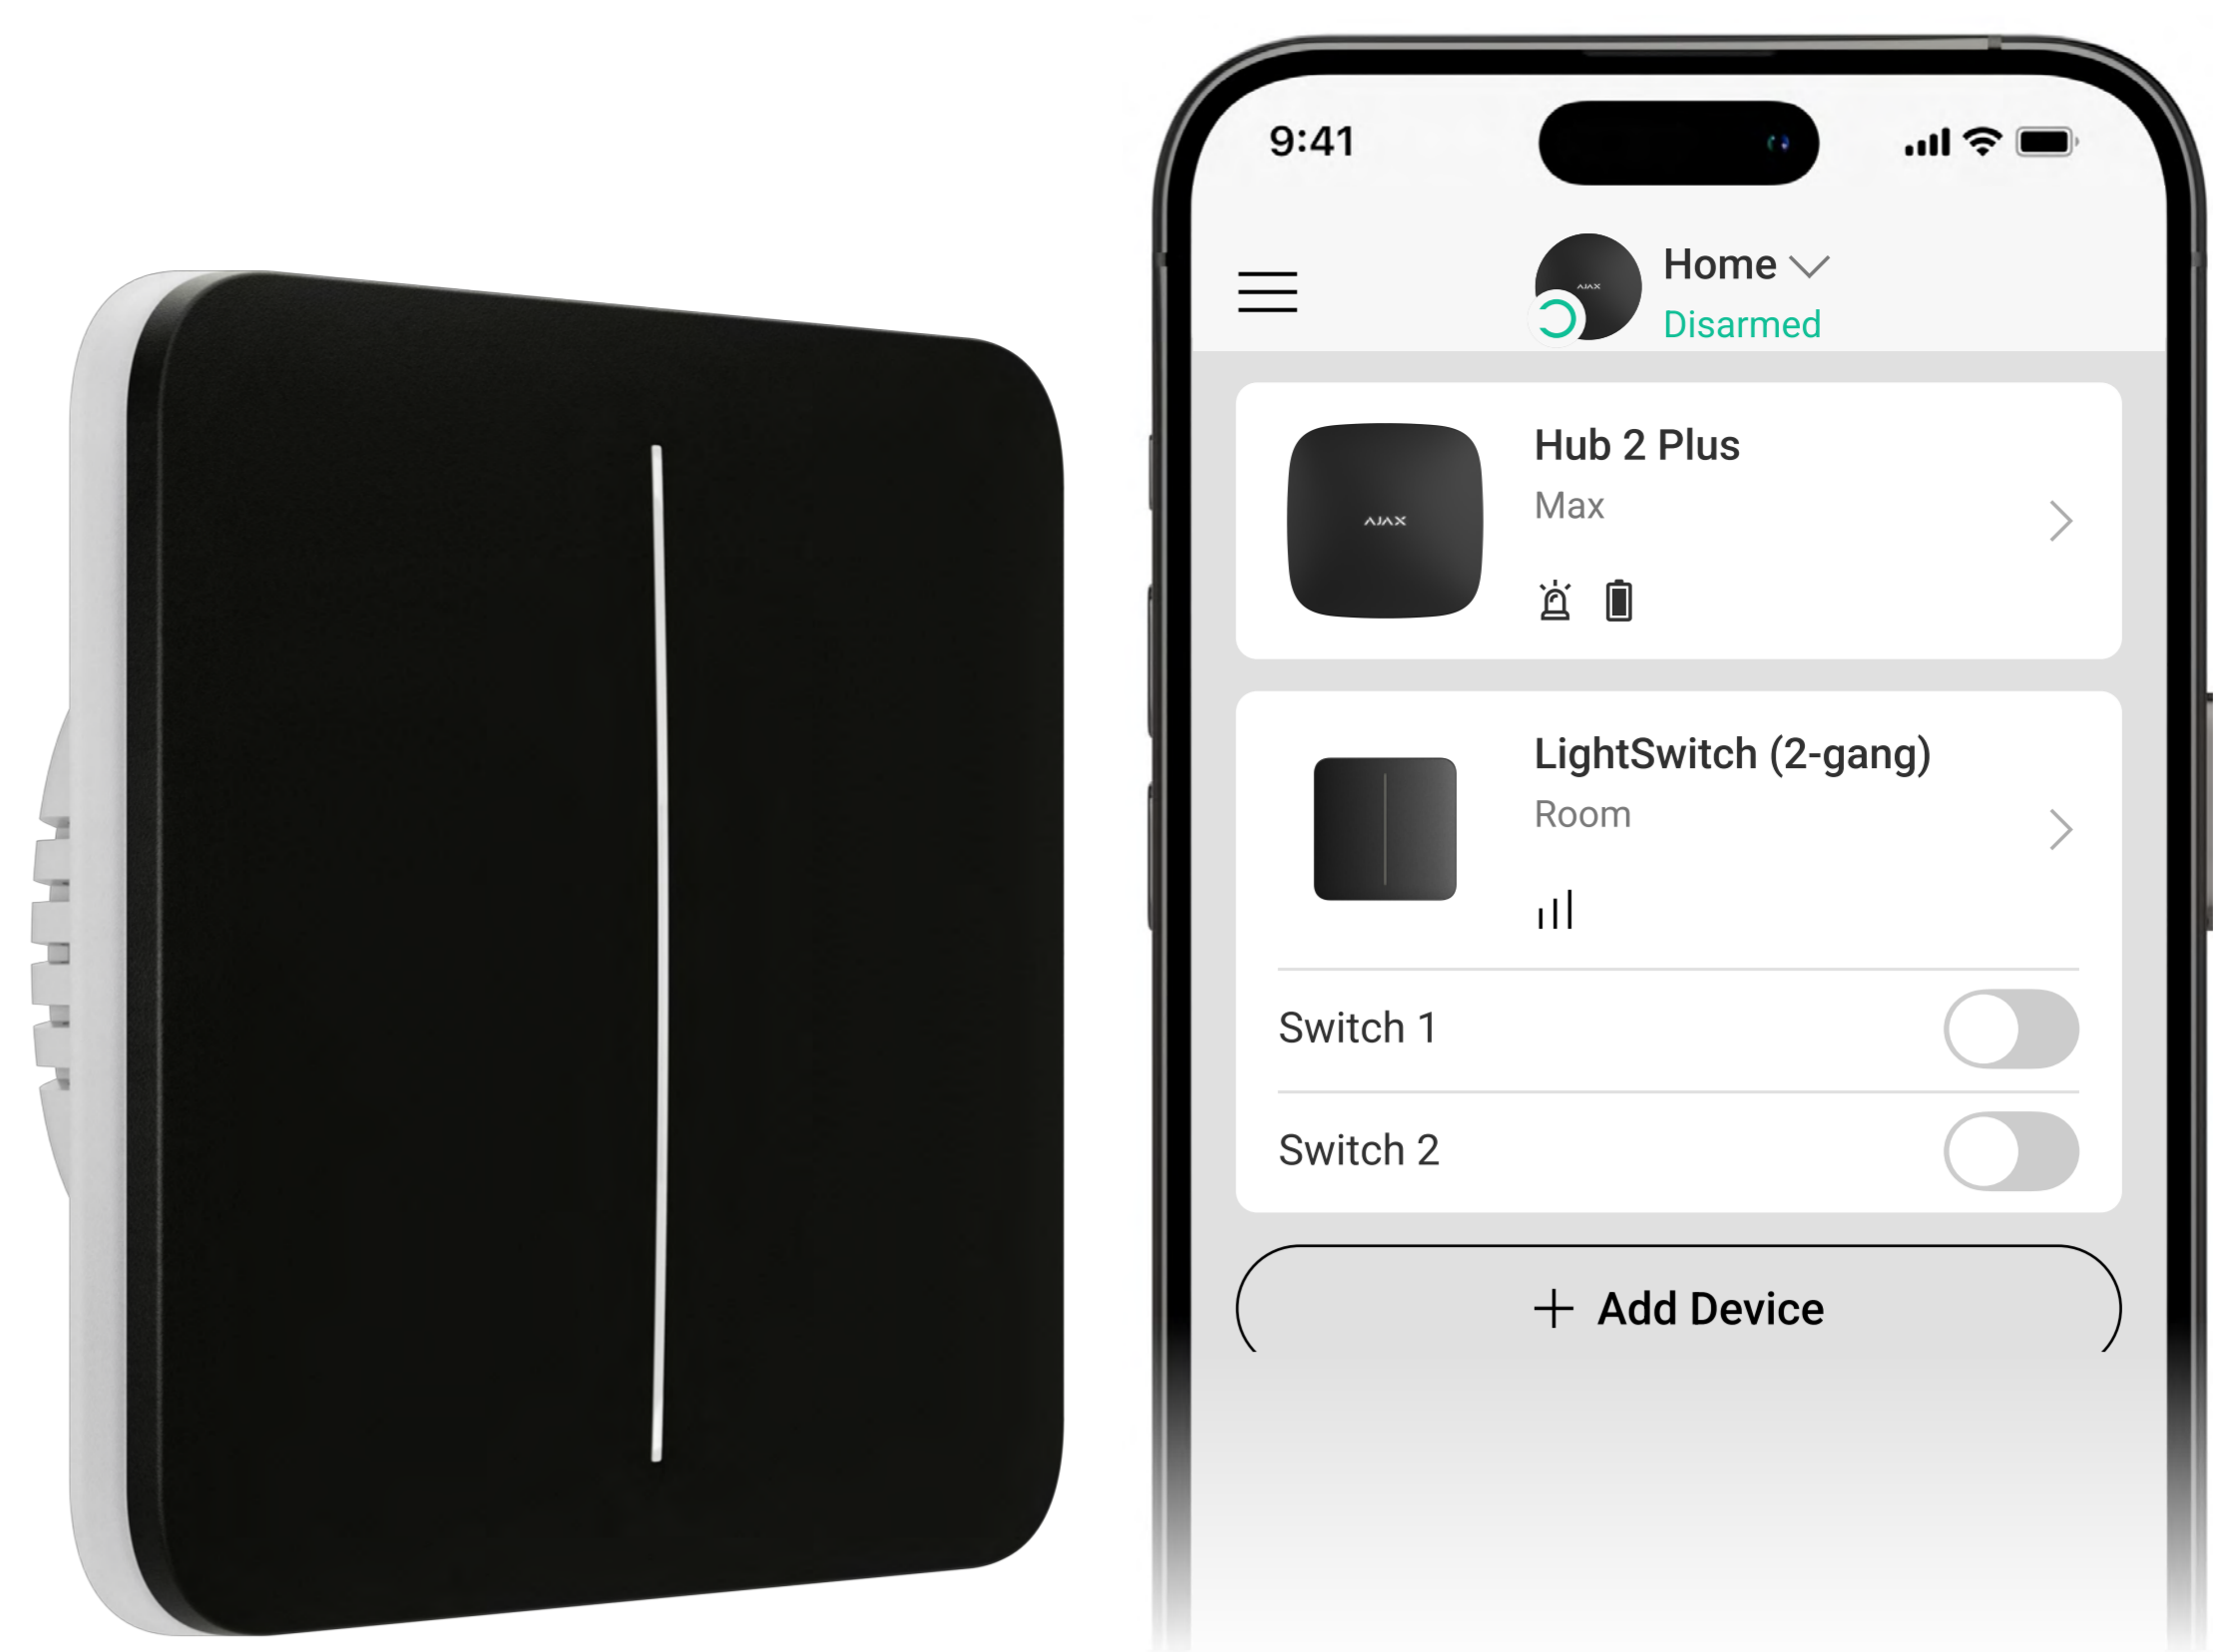 9:41
Home
Disarmed
AJAX
Hub 2 Plus
Max
AJAX
LightSwitch (2-gang)
Room
Switch 1
Switch 2
Add Device